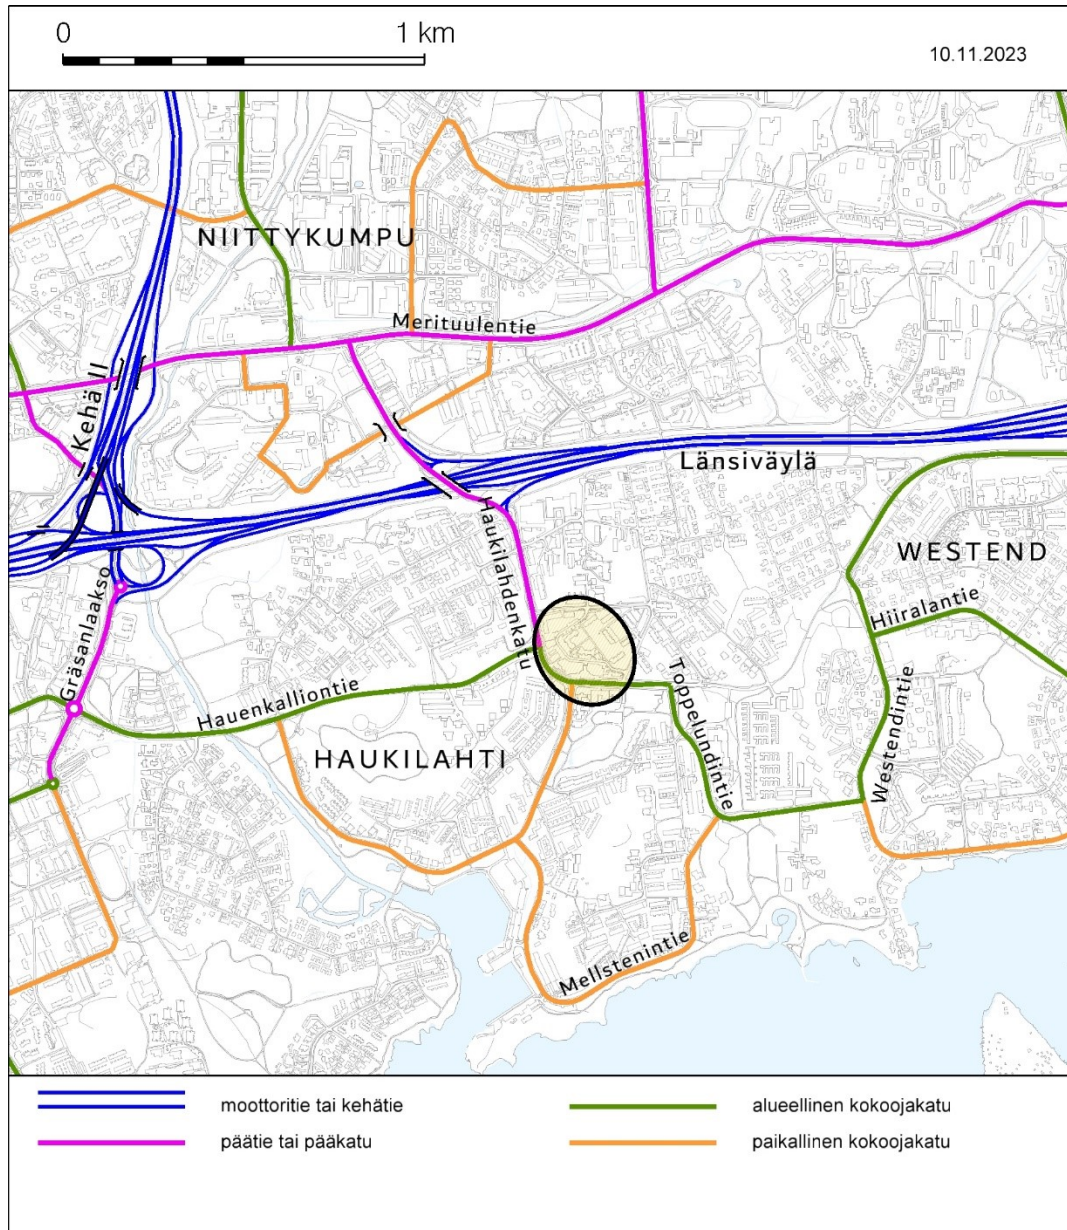 0 1 km
10.11.2023
NIITTYKUMPU
Merituulentie
Kehä II
Länsiväylä
Haukilahdenkatu
WESTEND
Hiiralantie
Gräsanlaakso
Toppelundintie
Hauenkalliontie
Westendintie
HAUKILAHTI
Mellstenintie
moottoritie tai kehätie
alueellinen kokoojakatu
päätie tai pääkatu
paikallinen kokoojakatu